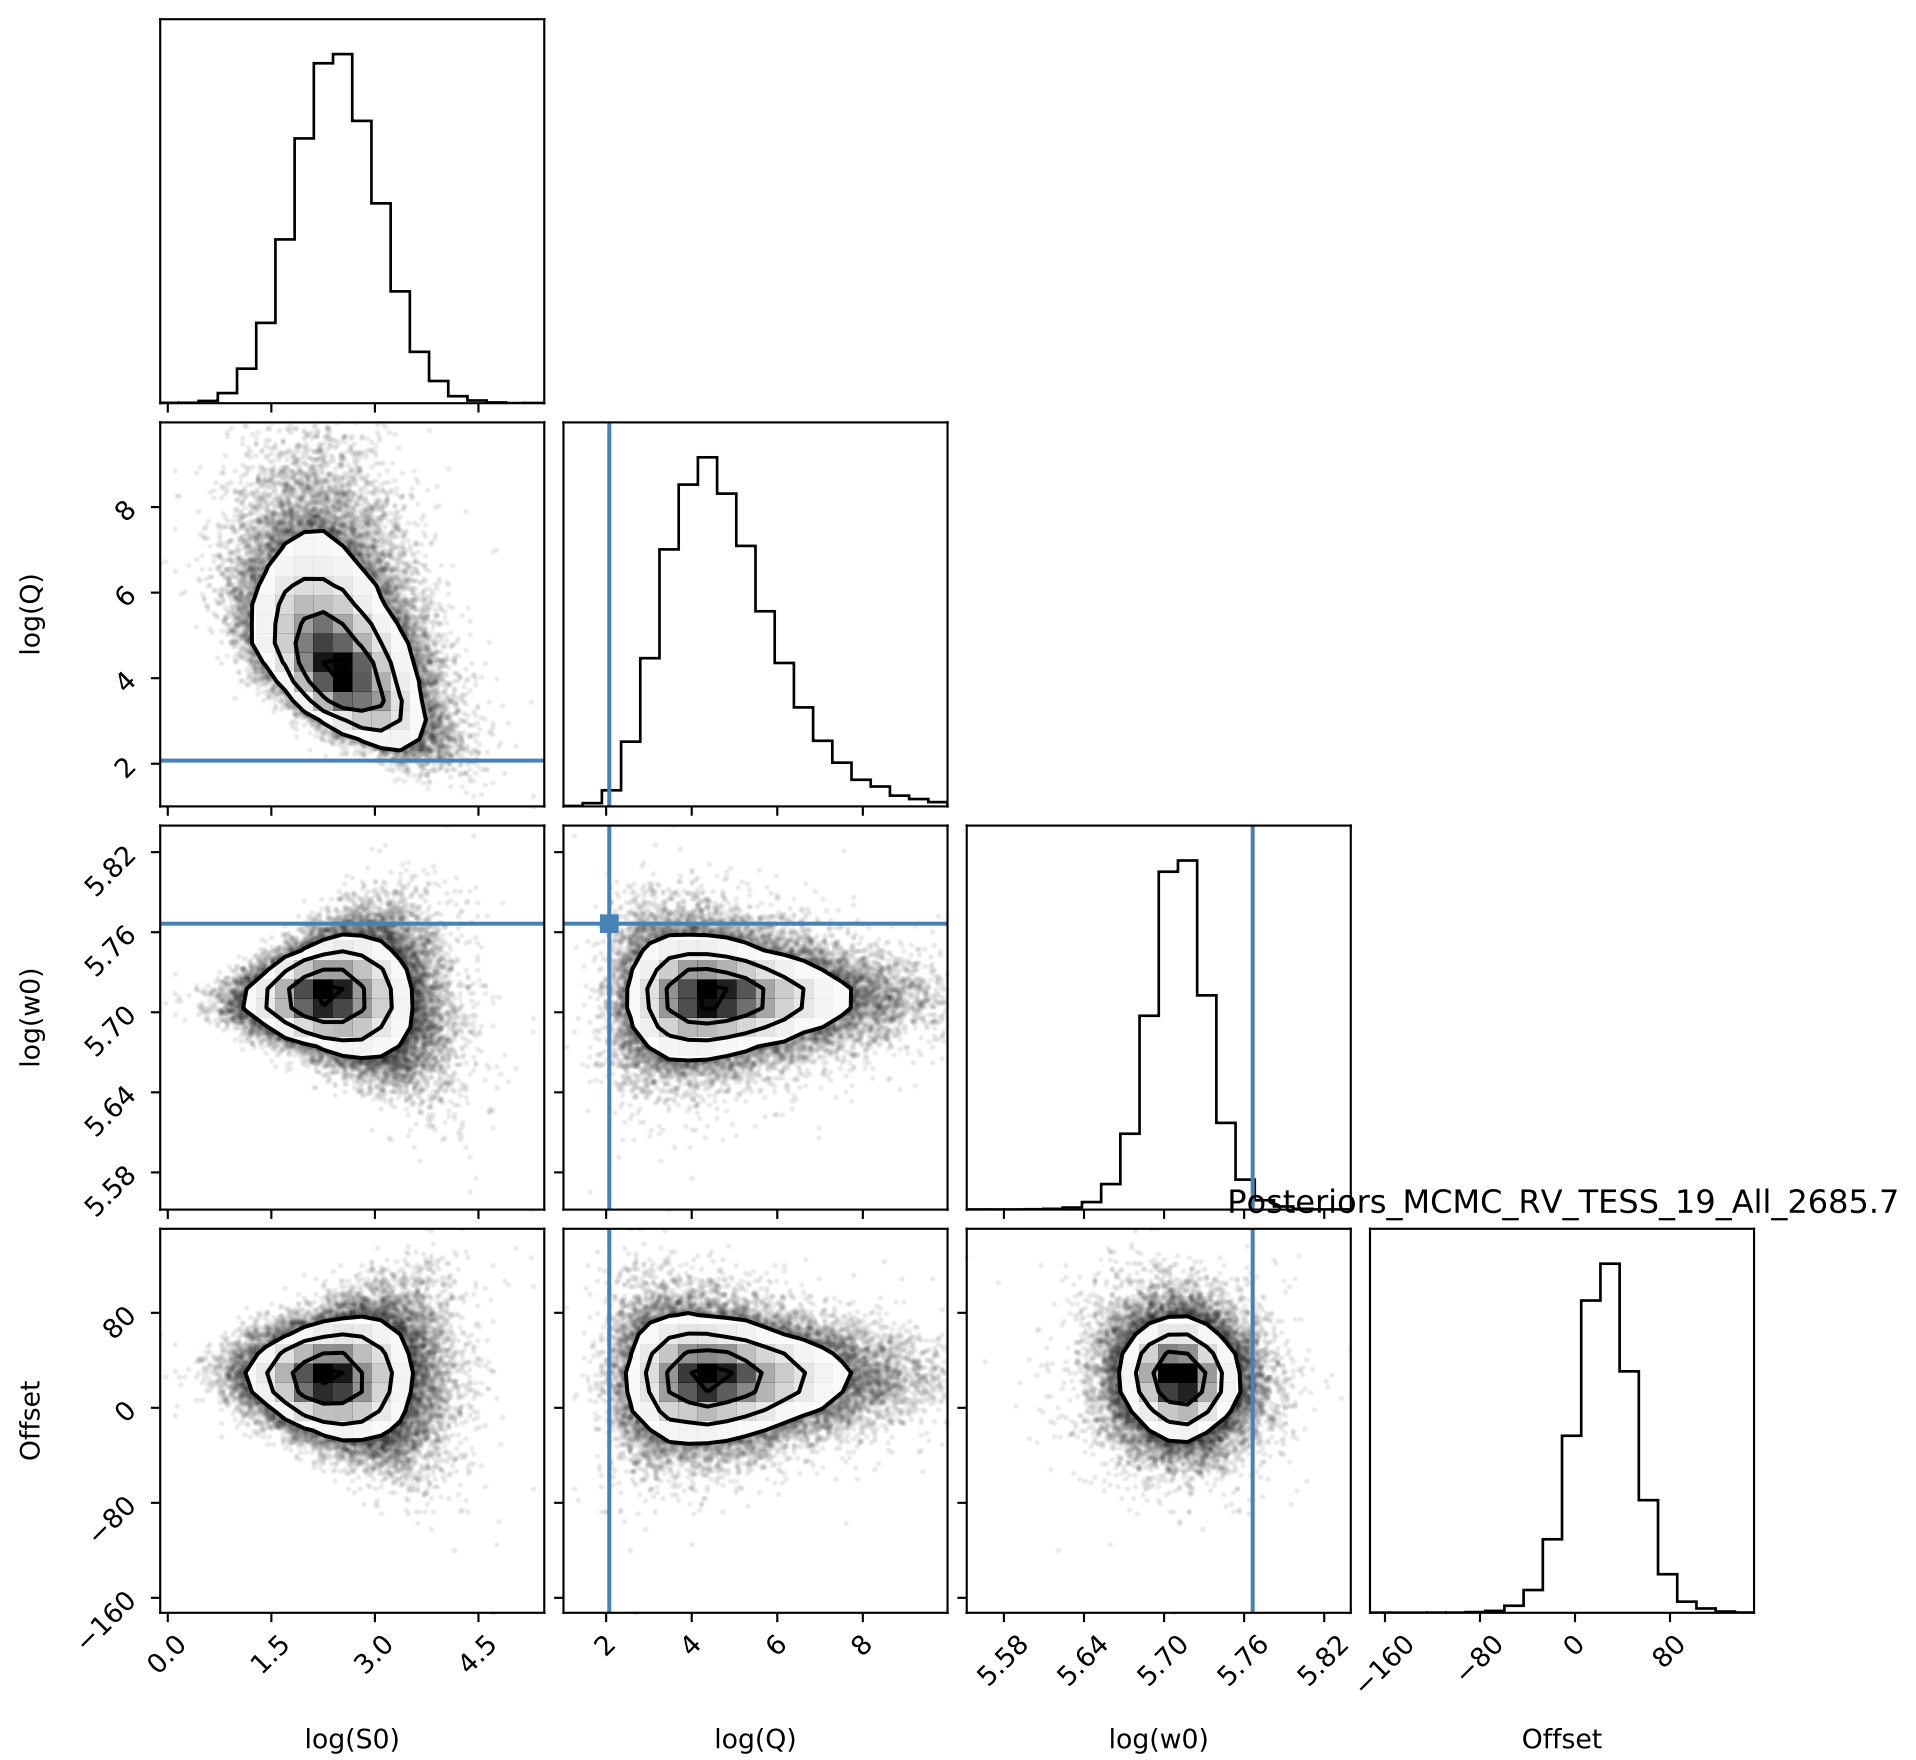 log(Q)
8
6
4
2
log(w0)
5.82
5.76
5.70
5.64
5.58
Posteriors_MCMC_RV_TESS_19_All_2685.7
Offset
80
0
−80
−160
0.0 1.5 3.0 4.5 2 4 6 8 5.58 5.64 5.70 5.76 5.82 −160 −80 0 80
log(S0) log(Q) log(w0) Offset